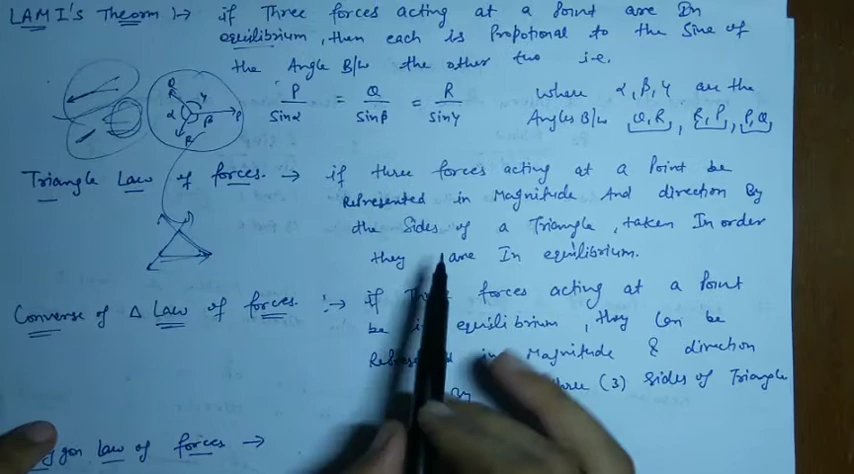 LAMI's Theorm :→ if Three forces acting at a Point are In
equilibrium, then each is Propotional to the Sine of
the Angle B/w the other two i.e.
P/Sinα = Q/sinβ = R/sinγ Where α, β, γ are the
Angles B/w Q,R, R,P, P,Q
Q γ α β P R
Triangle Law of forces → if three forces acting at a Point be
Represented in Magnitude And direction By
the Sides of a Triangle, taken In order
they are In equilibrium.
Converse of Δ Law of forces :→ if forces acting at a Point
be equilibrium, they Can be
in Magnitude & direction
By (3) Sides of Triangle
Law of forces →